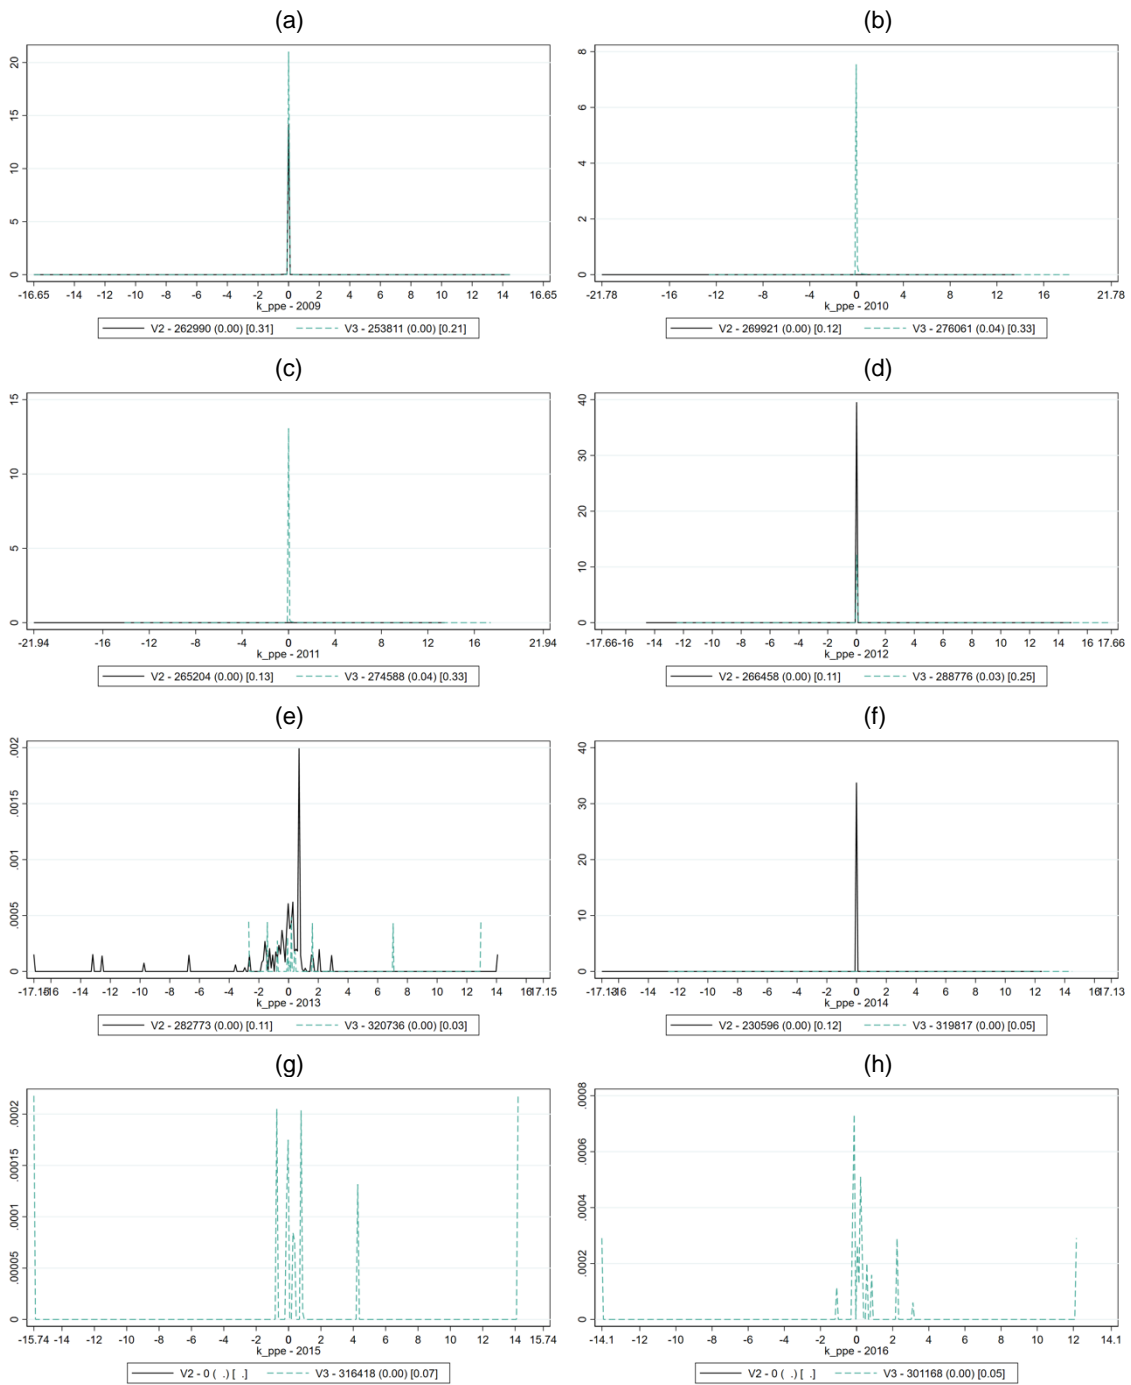 (a)
20
15
10
5
0
-16.65 -14 -12 -10 -8 -6 -4 -2 0 2 4 6 8 10 12 14 16.65
k_ppe - 2009
V2 - 262990 (0.00) [0.31] V3 - 253811 (0.00) [0.21]
(b)
8
6
4
2
0
-21.78 -16 -12 -8 -4 0 4 8 12 16 21.78
k_ppe - 2010
V2 - 269921 (0.00) [0.12] V3 - 276061 (0.04) [0.33]
(c)
15
10
5
0
-21.94 -16 -12 -8 -4 0 4 8 12 16 21.94
k_ppe - 2011
V2 - 265204 (0.00) [0.13] V3 - 274588 (0.04) [0.33]
(d)
40
30
20
10
0
-17.66-16 -14 -12 -10 -8 -6 -4 -2 0 2 4 6 8 10 12 14 16 17.66
k_ppe - 2012
V2 - 266458 (0.00) [0.11] V3 - 288776 (0.03) [0.25]
(e)
.002
.0015
.001
.0005
0
-17.15-16 -14 -12 -10 -8 -6 -4 -2 0 2 4 6 8 10 12 14 16 17.15
k_ppe - 2013
V2 - 282773 (0.00) [0.11] V3 - 320736 (0.00) [0.03]
(f)
40
30
20
10
0
-17.13-16 -14 -12 -10 -8 -6 -4 -2 0 2 4 6 8 10 12 14 16 17.13
k_ppe - 2014
V2 - 230596 (0.00) [0.12] V3 - 319817 (0.00) [0.05]
(g)
.0002
.00015
.0001
.00005
0
-15.74 -14 -12 -10 -8 -6 -4 -2 0 2 4 6 8 10 12 15.74
k_ppe - 2015
V2 - 0 ( .) [ .] V3 - 316418 (0.00) [0.07]
(h)
.0008
.0006
.0004
.0002
0
-14.1 -10 -8 -6 -4 -2 0 2 4 6 8 10 12 14.1
k_ppe - 2016
V2 - 0 ( .) [ .] V3 - 301168 (0.00) [0.05]